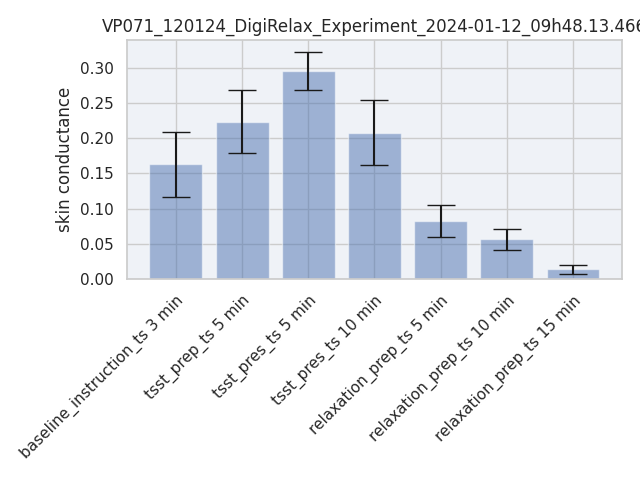 VP071_120124_DigiRelax_Experiment_2024-01-12_09h48.13.466
skin conductance
0.30
0.25
0.20
0.15
0.10
0.05
0.00
baseline_instruction_ts 3 min
tsst_prep_ts 5 min
tsst_pres_ts 5 min
tsst_pres_ts 10 min
relaxation_prep_ts 5 min
relaxation_prep_ts 10 min
relaxation_prep_ts 15 min